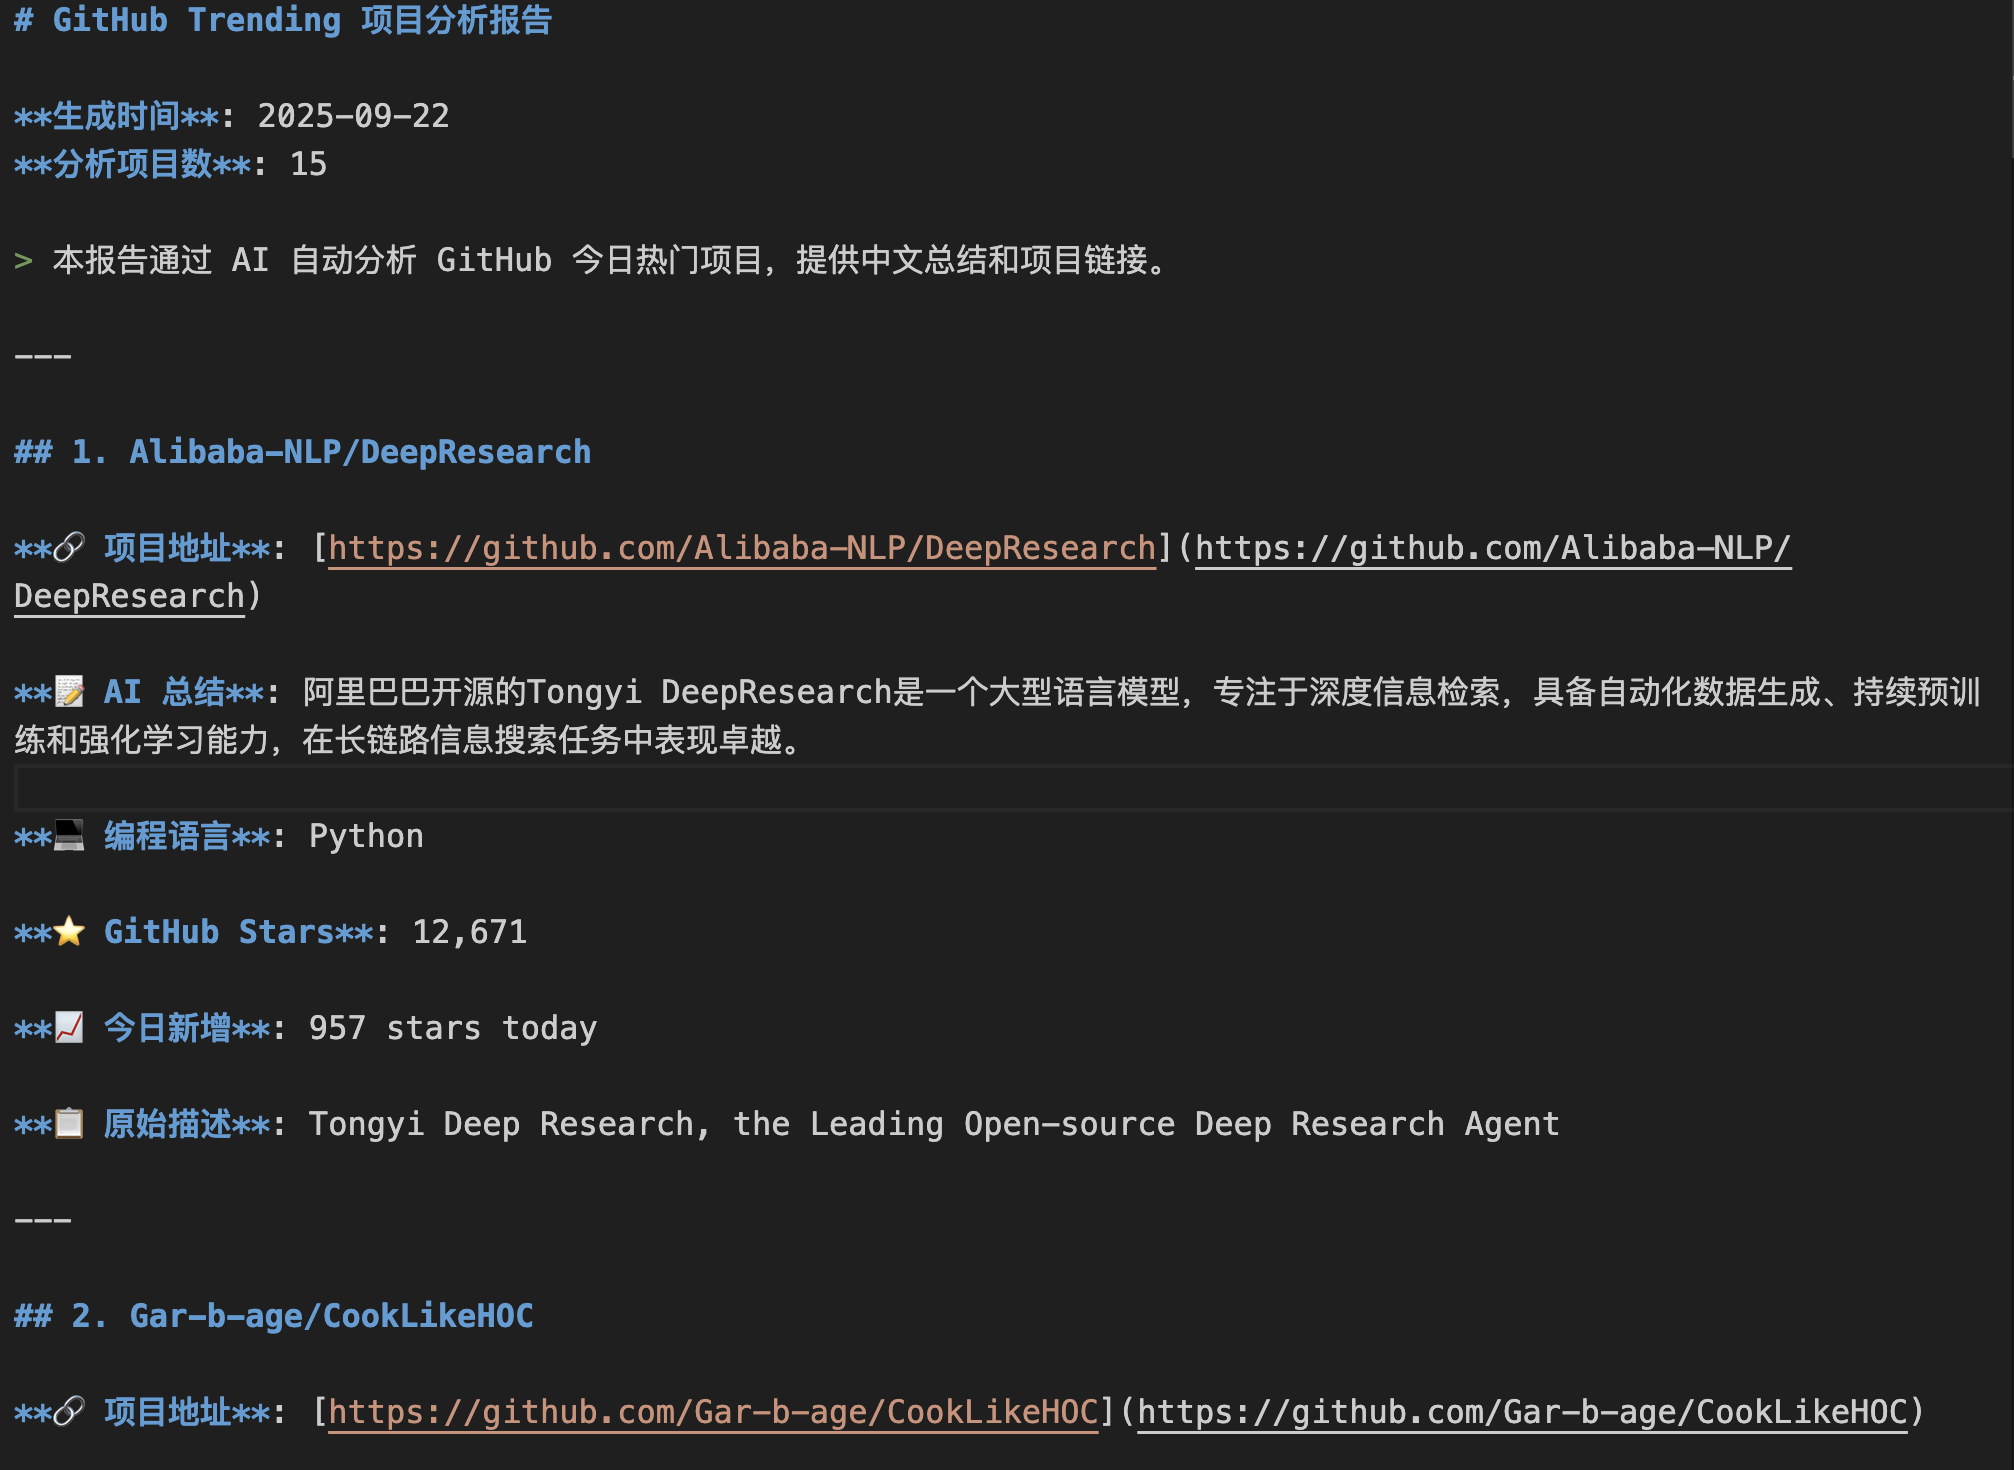 # GitHub Trending 项目分析报告
**生成时间**: 2025-09-22
**分析项目数**: 15
> 本报告通过 AI 自动分析 GitHub 今日热门项目，提供中文总结和项目链接。
---
## 1. Alibaba-NLP/DeepResearch
**🔗 项目地址**: [https://github.com/Alibaba-NLP/DeepResearch](https://github.com/Alibaba-NLP/
DeepResearch)
**📝 AI 总结**: 阿里巴巴开源的Tongyi DeepResearch是一个大型语言模型，专注于深度信息检索，具备自动化数据生成、持续预训
练和强化学习能力，在长链路信息搜索任务中表现卓越。
**💻 编程语言**: Python
**⭐ GitHub Stars**: 12,671
**📈 今日新增**: 957 stars today
**📋 原始描述**: Tongyi Deep Research, the Leading Open-source Deep Research Agent
---
## 2. Gar-b-age/CookLikeHOC
**🔗 项目地址**: [https://github.com/Gar-b-age/CookLikeHOC](https://github.com/Gar-b-age/CookLikeHOC)